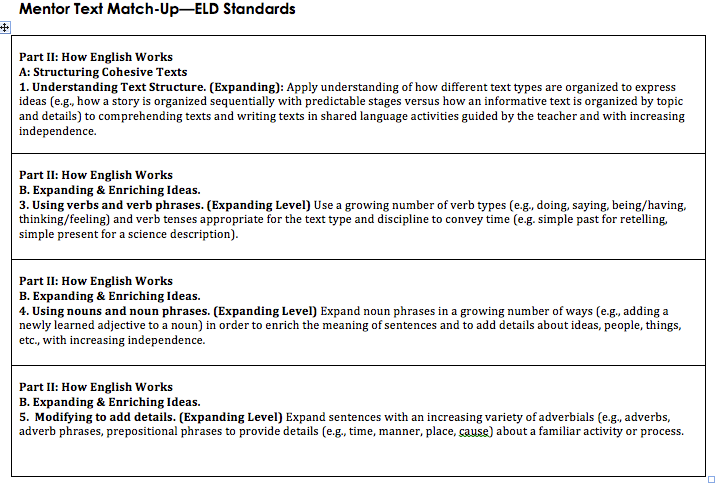 Mentor Text Match-Up—ELD Standards
Part II: How English Works
A: Structuring Cohesive Texts
1. Understanding Text Structure. (Expanding): Apply understanding of how different text types are organized to express
ideas (e.g., how a story is organized sequentially with predictable stages versus how an informative text is organized by topic
and details) to comprehending texts and writing texts in shared language activities guided by the teacher and with increasing
independence.
Part II: How English Works
B. Expanding & Enriching Ideas.
3. Using verbs and verb phrases. (Expanding Level) Use a growing number of verb types (e.g., doing, saying, being/having,
thinking/feeling) and verb tenses appropriate for the text type and discipline to convey time (e.g. simple past for retelling,
simple present for a science description).
Part II: How English Works
B. Expanding & Enriching Ideas.
4. Using nouns and noun phrases. (Expanding Level) Expand noun phrases in a growing number of ways (e.g., adding a
newly learned adjective to a noun) in order to enrich the meaning of sentences and to add details about ideas, people, things,
etc., with increasing independence.
Part II: How English Works
B. Expanding & Enriching Ideas.
5. Modifying to add details. (Expanding Level) Expand sentences with an increasing variety of adverbials (e.g., adverbs,
adverb phrases, prepositional phrases to provide details (e.g., time, manner, place, cause) about a familiar activity or process.